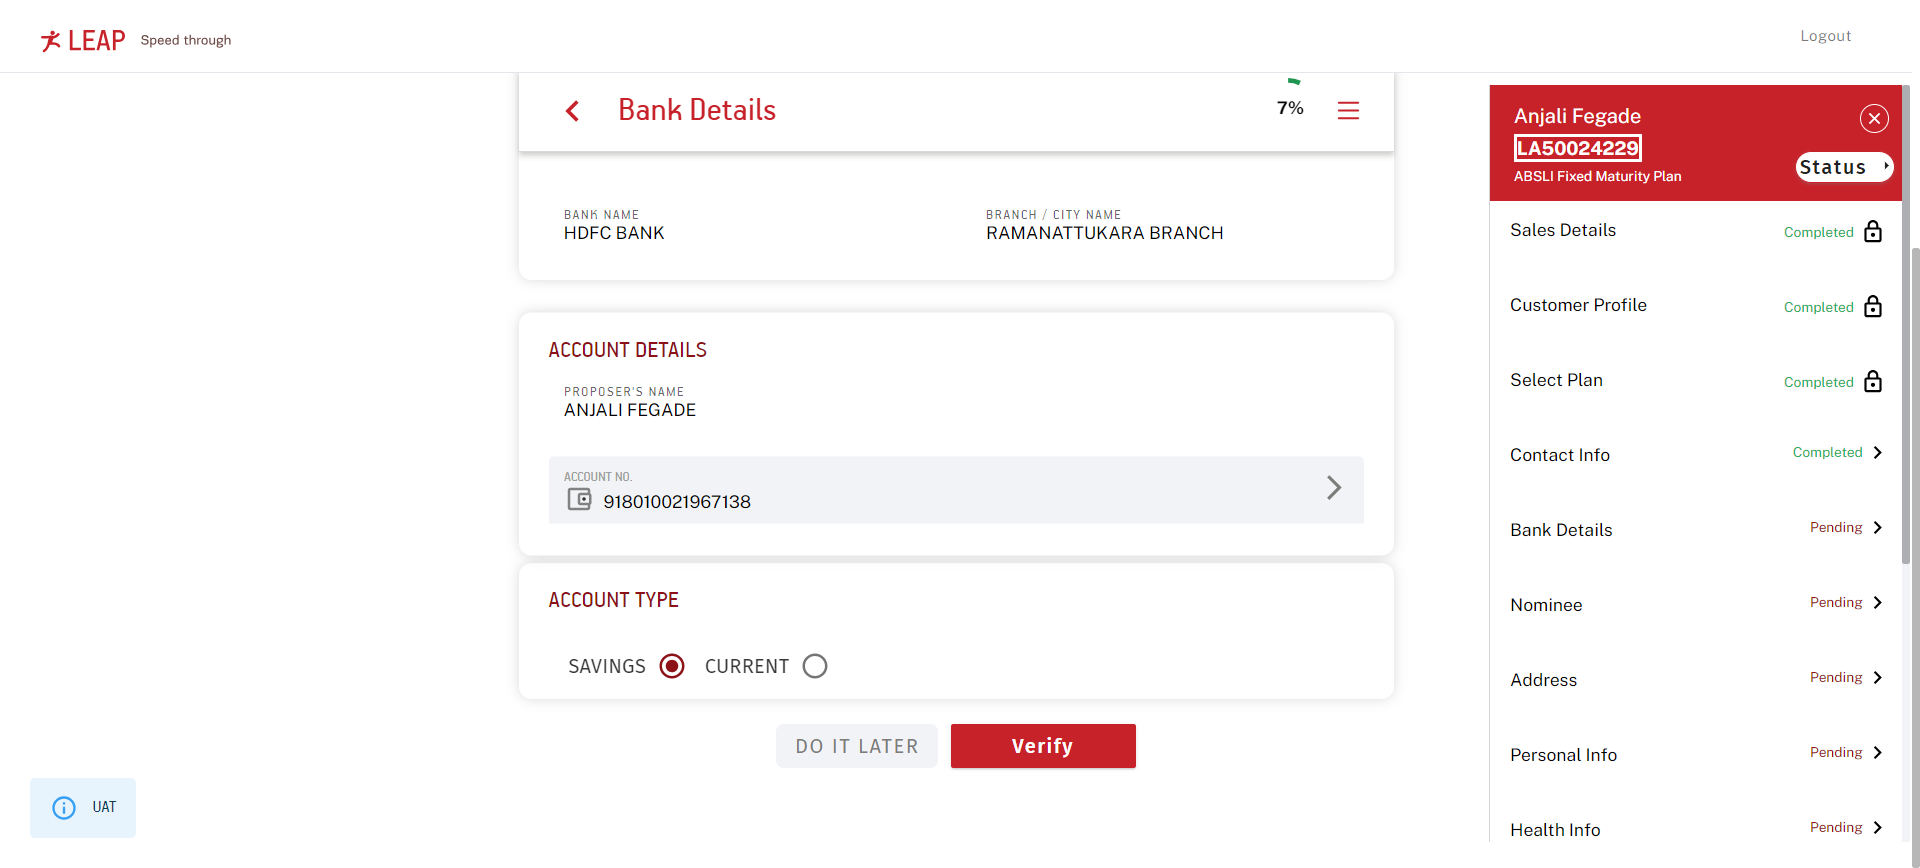 LEAP Speed through
Logout
Bank Details
7%
BANK NAME
HDFC BANK
BRANCH / CITY NAME
RAMANATTUKARA BRANCH
ACCOUNT DETAILS
PROPOSER'S NAME
ANJALI FEGADE
ACCOUNT NO.
918010021967138
ACCOUNT TYPE
SAVINGS CURRENT
DO IT LATER Verify
UAT
Anjali Fegade
LA50024229
ABSLI Fixed Maturity Plan
Status
Sales Details Completed
Customer Profile Completed
Select Plan Completed
Contact Info Completed
Bank Details Pending
Nominee Pending
Address Pending
Personal Info Pending
Health Info Pending